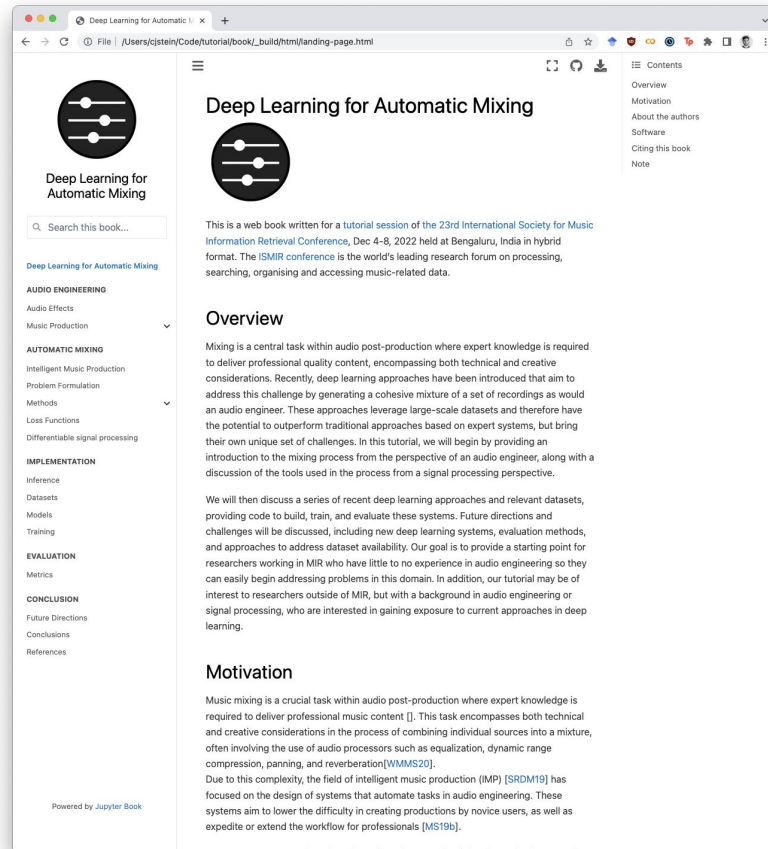 Deep Learning for Automatic M
File
/Users/cjstein/Code/tutorial/book/_build/html/landing-page.html
Deep Learning for
Automatic Mixing
Search this book...
Deep Learning for Automatic Mixing
AUDIO ENGINEERING
Audio Effects
Music Production
AUTOMATIC MIXING
Intelligent Music Production
Problem Formulation
Methods
Loss Functions
Differentiable signal processing
IMPLEMENTATION
Inference
Datasets
Models
Training
EVALUATION
Metrics
CONCLUSION
Future Directions
Conclusions
References
Powered by Jupyter Book
Deep Learning for Automatic Mixing
This is a web book written for a tutorial session of the 23rd International Society for Music
Information Retrieval Conference, Dec 4-8, 2022 held at Bengaluru, India in hybrid
format. The ISMIR conference is the world's leading research forum on processing,
searching, organising and accessing music-related data.
Overview
Mixing is a central task within audio post-production where expert knowledge is required
to deliver professional quality content, encompassing both technical and creative
considerations. Recently, deep learning approaches have been introduced that aim to
address this challenge by generating a cohesive mixture of a set of recordings as would
an audio engineer. These approaches leverage large-scale datasets and therefore have
the potential to outperform traditional approaches based on expert systems, but bring
their own unique set of challenges. In this tutorial, we will begin by providing an
introduction to the mixing process from the perspective of an audio engineer, along with a
discussion of the tools used in the process from a signal processing perspective.
We will then discuss a series of recent deep learning approaches and relevant datasets,
providing code to build, train, and evaluate these systems. Future directions and
challenges will be discussed, including new deep learning systems, evaluation methods,
and approaches to address dataset availability. Our goal is to provide a starting point for
researchers working in MIR who have little to no experience in audio engineering so they
can easily begin addressing problems in this domain. In addition, our tutorial may be of
interest to researchers outside of MIR, but with a background in audio engineering or
signal processing, who are interested in gaining exposure to current approaches in deep
learning.
Motivation
Music mixing is a crucial task within audio post-production where expert knowledge is
required to deliver professional music content []. This task encompasses both technical
and creative considerations in the process of combining individual sources into a mixture,
often involving the use of audio processors such as equalization, dynamic range
compression, panning, and reverberation[WMMS20].
Due to this complexity, the field of intelligent music production (IMP) [SRDM19] has
focused on the design of systems that automate tasks in audio engineering. These
systems aim to lower the difficulty in creating productions by novice users, as well as
expedite or extend the workflow for professionals [MS19b].
Contents
Overview
Motivation
About the authors
Software
Citing this book
Note